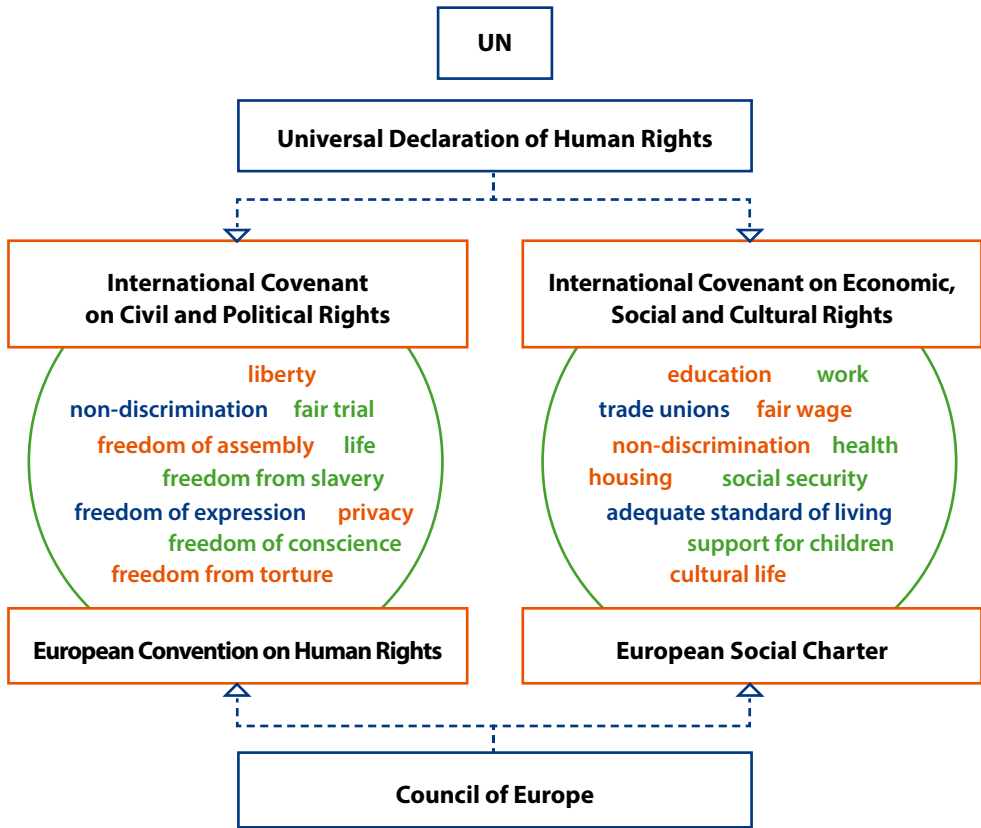 UN
Universal Declaration of Human Rights
International Covenant
on Civil and Political Rights
International Covenant on Economic,
Social and Cultural Rights
liberty
non-discrimination fair trial
freedom of assembly life
freedom from slavery
freedom of expression privacy
freedom of conscience
freedom from torture
education work
trade unions fair wage
non-discrimination health
housing social security
adequate standard of living
support for children
cultural life
European Convention on Human Rights
European Social Charter
Council of Europe